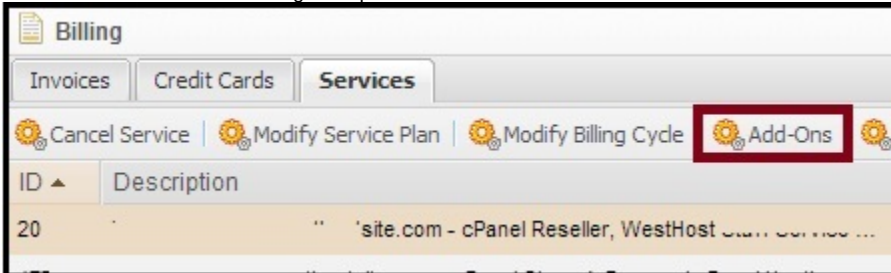 Billing
Invoices Credit Cards Services
Cancel Service Modify Service Plan Modify Billing Cycle Add-Ons
ID Description
20 'site.com - cPanel Reseller, WestHost ...